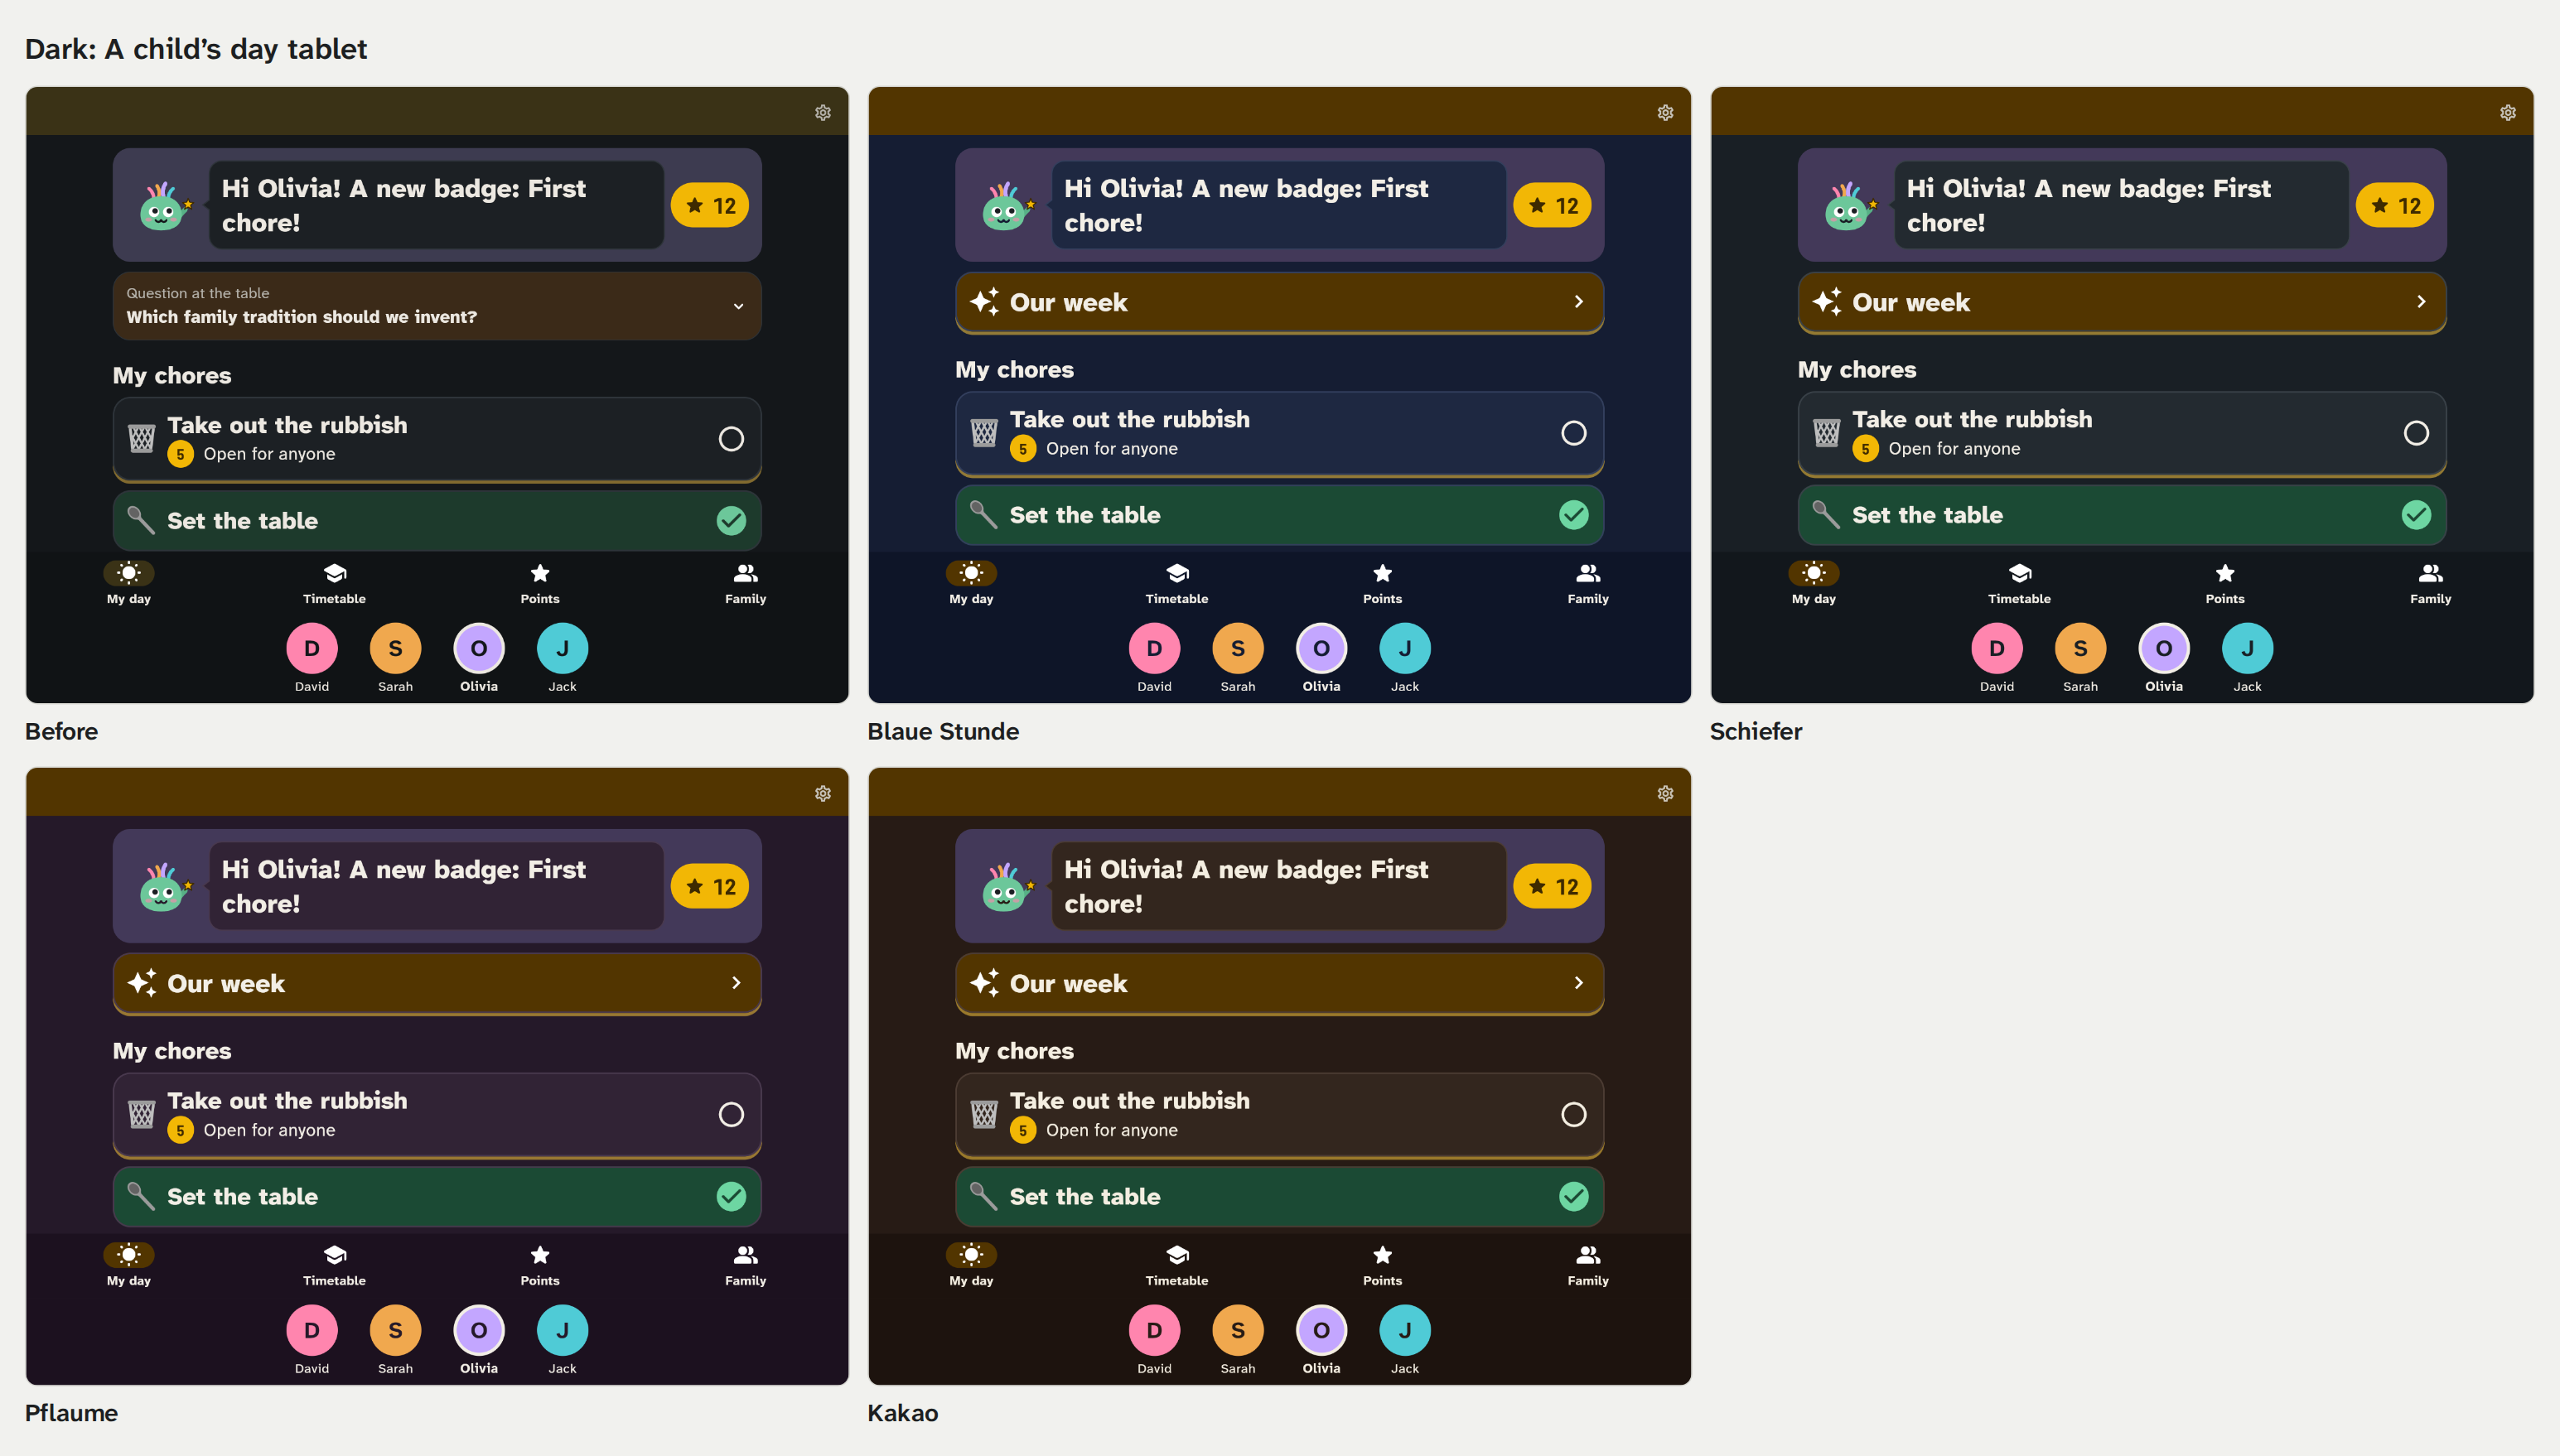 Dark: A child’s day tablet
Hi Olivia! A new badge: First
chore!
12
Question at the table
Which family tradition should we invent?
My chores
Take out the rubbish
5 Open for anyone
Set the table
My day Timetable Points Family
D S O J
David Sarah Olivia Jack
Before
Hi Olivia! A new badge: First
chore!
12
Our week
My chores
Take out the rubbish
5 Open for anyone
Set the table
My day Timetable Points Family
D S O J
David Sarah Olivia Jack
Blaue Stunde
Hi Olivia! A new badge: First
chore!
12
Our week
My chores
Take out the rubbish
5 Open for anyone
Set the table
My day Timetable Points Family
D S O J
David Sarah Olivia Jack
Schiefer
Hi Olivia! A new badge: First
chore!
12
Our week
My chores
Take out the rubbish
5 Open for anyone
Set the table
My day Timetable Points Family
D S O J
David Sarah Olivia Jack
Pflaume
Hi Olivia! A new badge: First
chore!
12
Our week
My chores
Take out the rubbish
5 Open for anyone
Set the table
My day Timetable Points Family
D S O J
David Sarah Olivia Jack
Kakao